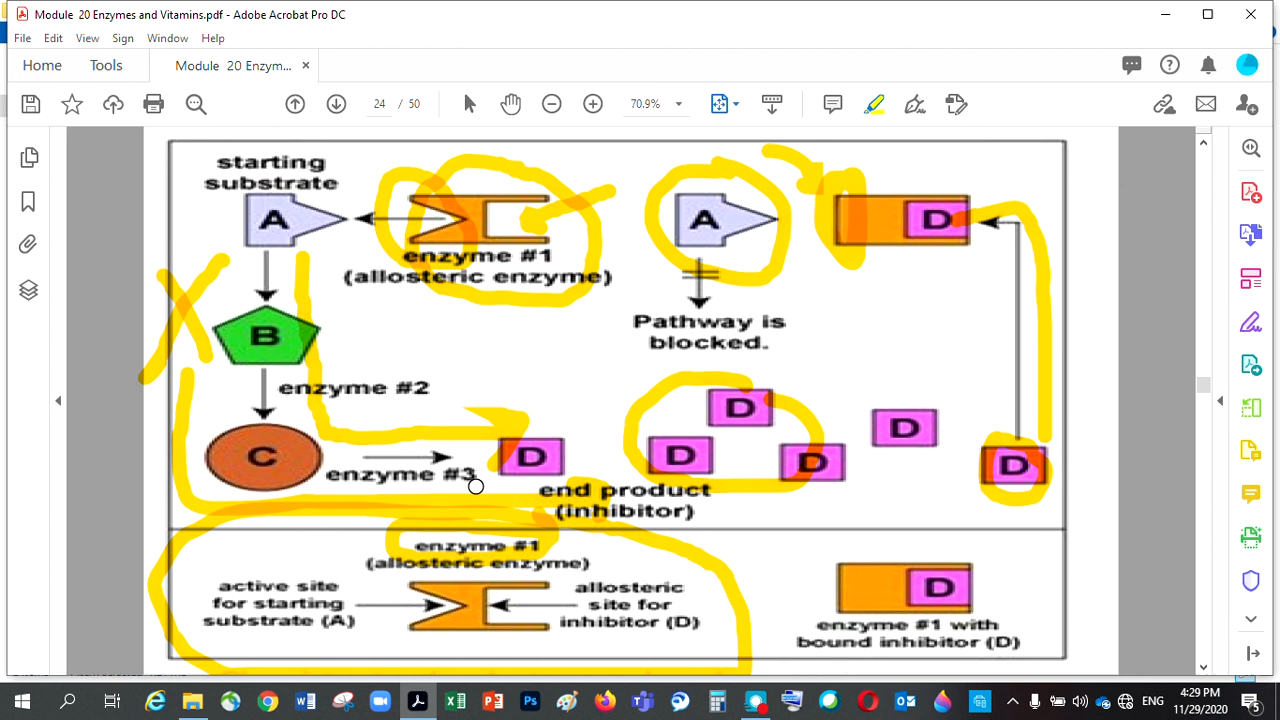 Module  20 Enzymes and Vitamins.pdf - Adobe Acrobat Pro DC
File Edit View Sign Window Help
Home Tools Module  20 Enzym... ×
24 / 50 70.9%
starting
substrate
A
enzyme #1
(allosteric enzyme)
A
D
Pathway is
blocked.
B
enzyme #2
C
enzyme #3
D
D
D
D
D
D
end product
(inhibitor)
enzyme #1
(allosteric enzyme)
active site
for starting
substrate (A)
allosteric
site for
inhibitor (D)
D
enzyme #1 with
bound inhibitor (D)
ENG
4:29 PM
11/29/2020
5